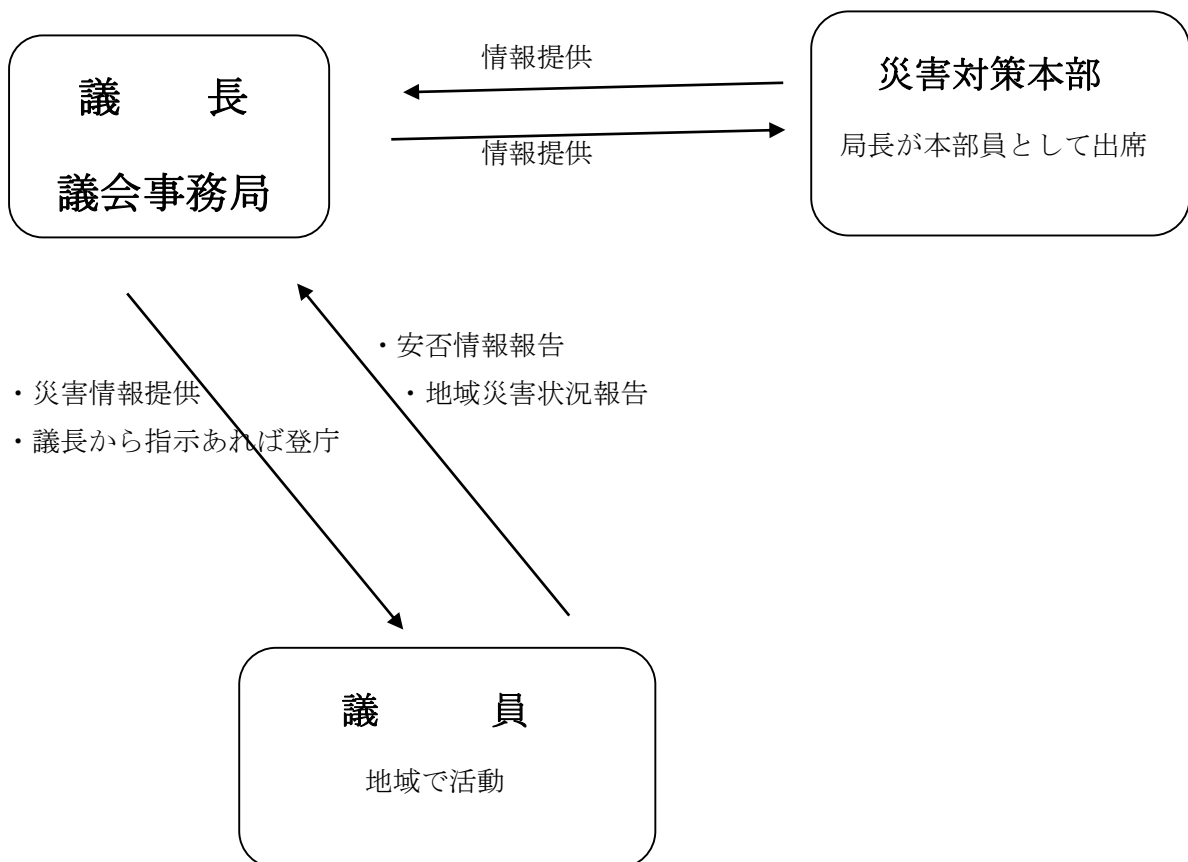 議　　長
議会事務局
情報提供
情報提供
災害対策本部
局長が本部員として出席
・安否情報報告
・地域災害状況報告
・災害情報提供
・議長から指示あれば登庁
議　　　員
地域で活動